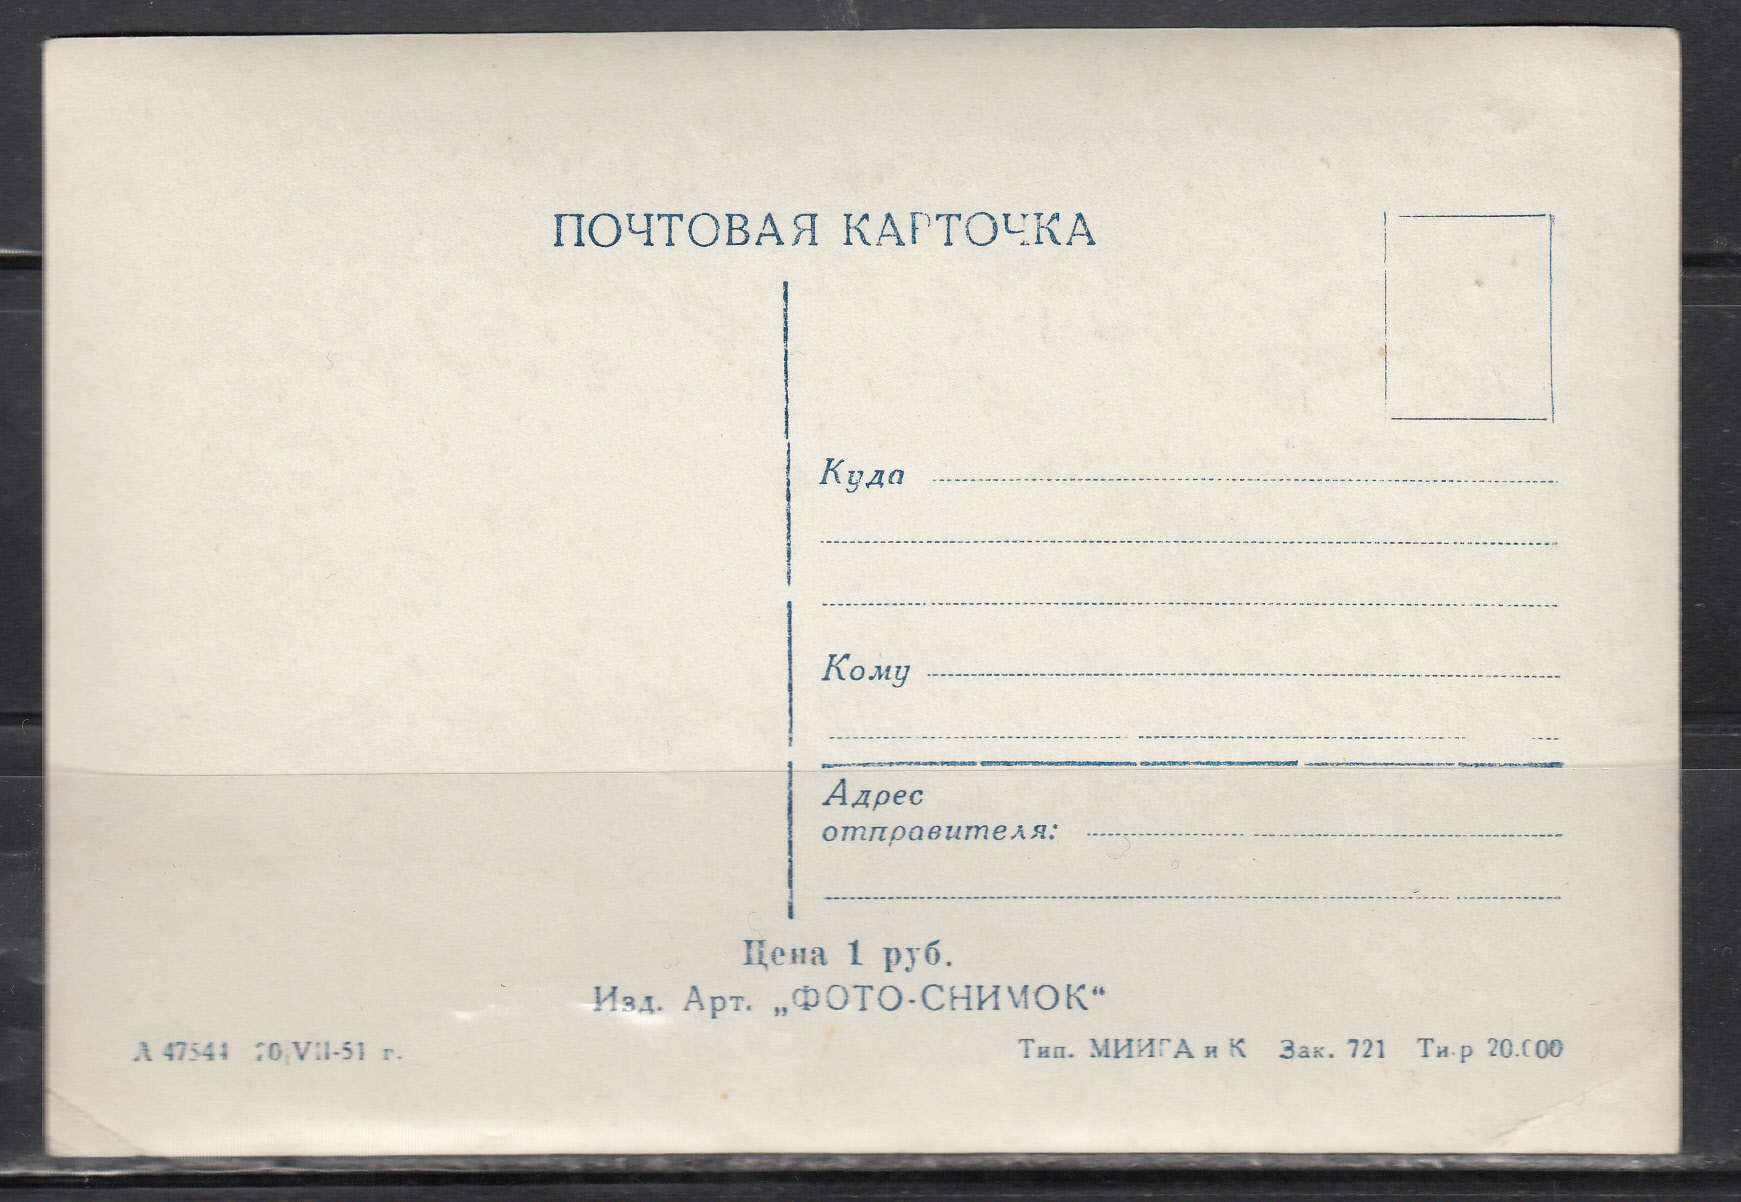 ПОЧТОВАЯ КАРТОЧКА
Куда
Кому
Адрес
отправителя:
Цена 1 руб.
Изд. Арт. „ФОТО-СНИМОК“
А 47544 20/VII-51 г.
Тип. МИИГА и К Зак. 721 Тир 20.000